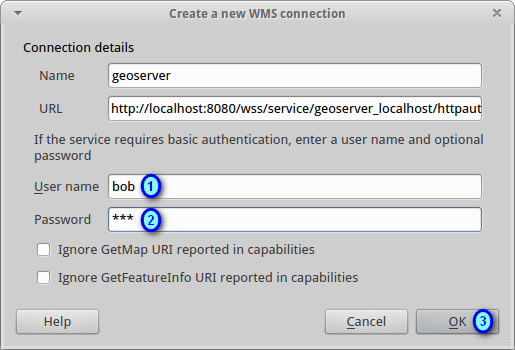 Create a new WMS connection
Connection details
Name geoserver
URL http://localhost:8080/wss/service/geoserver_localhost/httpaut
If the service requires basic authentication, enter a user name and optional
password
User name bob 1
Password *** 2
Ignore GetMap URI reported in capabilities
Ignore GetFeatureInfo URI reported in capabilities
Help Cancel OK 3